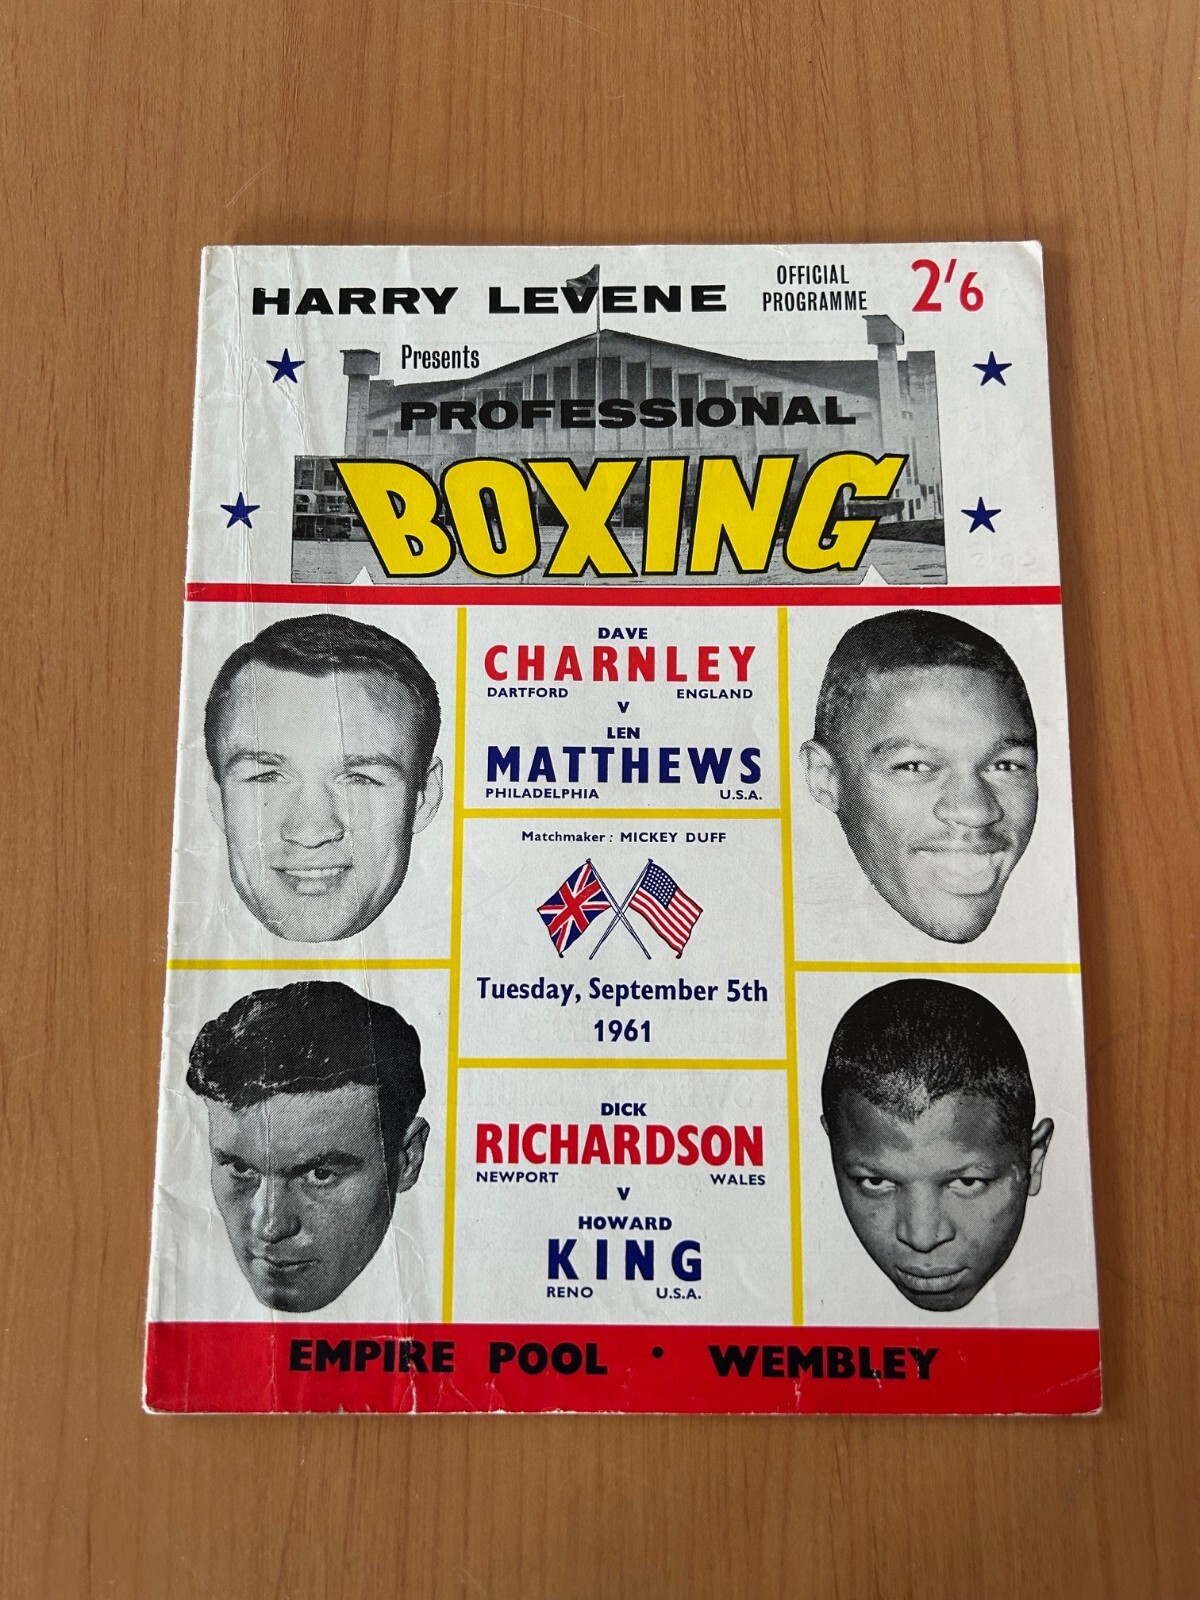 HARRY LEVENE
OFFICIAL PROGRAMME 2'6
Presents
PROFESSIONAL
BOXING
DAVE
CHARNLEY
DARTFORD ENGLAND
V
LEN
MATTHEWS
PHILADELPHIA U.S.A.
Matchmaker : MICKEY DUFF
Tuesday, September 5th
1961
DICK
RICHARDSON
NEWPORT WALES
V
HOWARD
KING
RENO U.S.A.
EMPIRE POOL • WEMBLEY